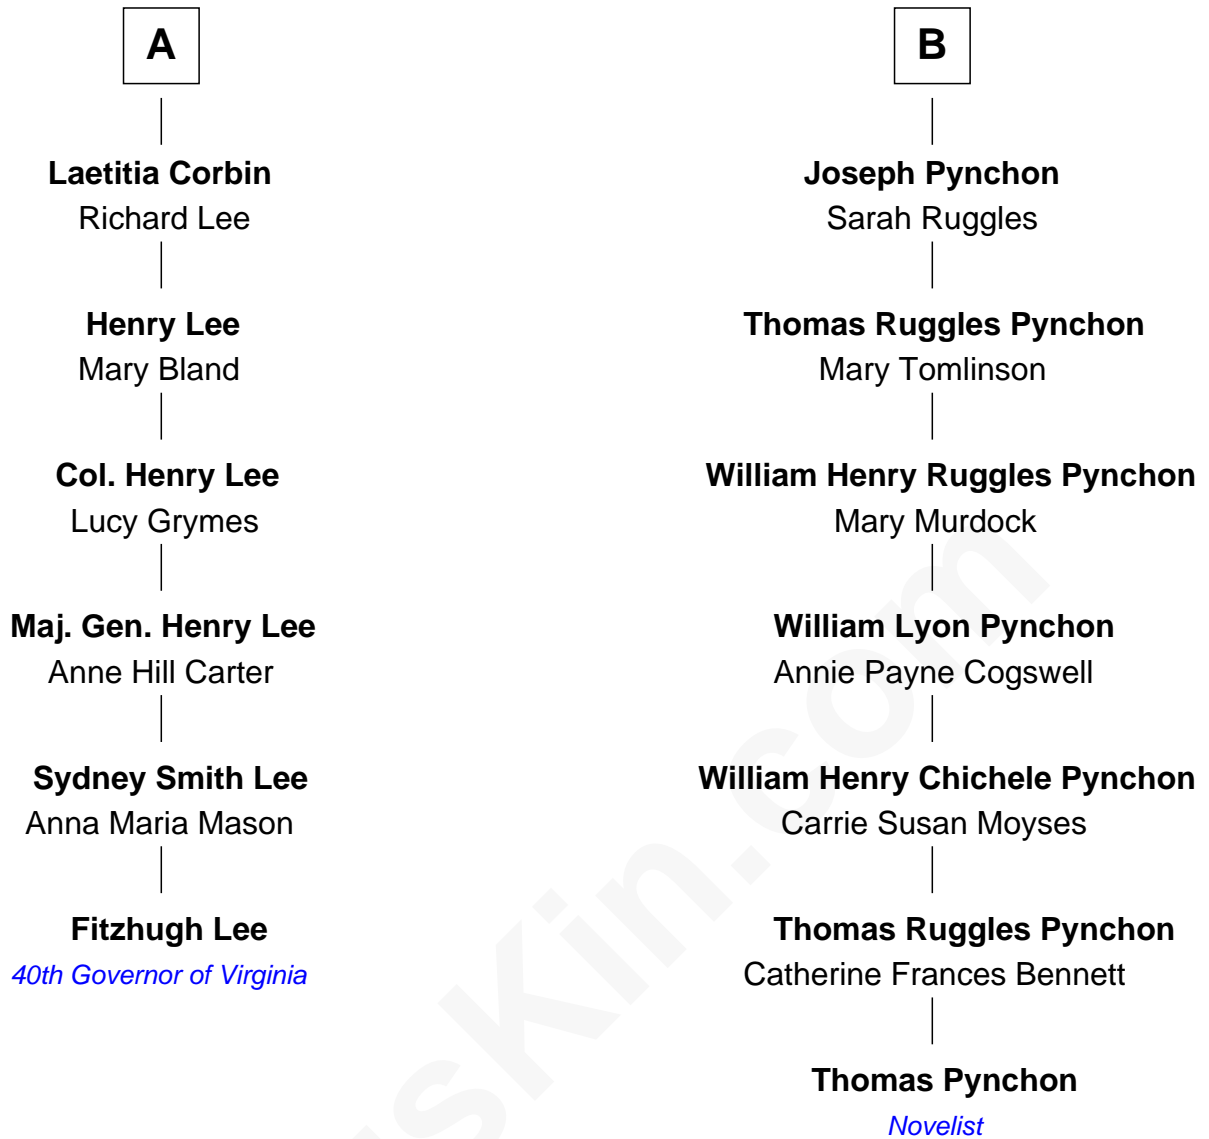 A
Laetitia Corbin
Richard Lee
Henry Lee
Mary Bland
Col. Henry Lee
Lucy Grymes
Maj. Gen. Henry Lee
Anne Hill Carter
Sydney Smith Lee
Anna Maria Mason
Fitzhugh Lee
40th Governor of Virginia
B
Joseph Pynchon
Sarah Ruggles
Thomas Ruggles Pynchon
Mary Tomlinson
William Henry Ruggles Pynchon
Mary Murdock
William Lyon Pynchon
Annie Payne Cogswell
William Henry Chichele Pynchon
Carrie Susan Moyses
Thomas Ruggles Pynchon
Catherine Frances Bennett
Thomas Pynchon
Novelist
usKin.com